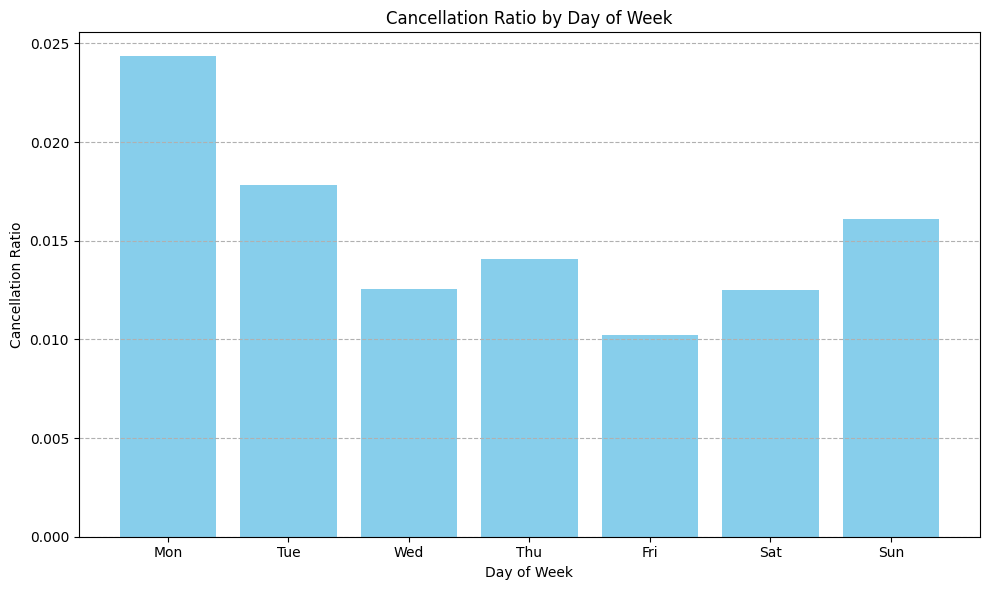 Cancellation Ratio by Day of Week
0.025
0.020
0.015
0.010
0.005
0.000
Cancellation Ratio
Mon Tue Wed Thu Fri Sat Sun
Day of Week